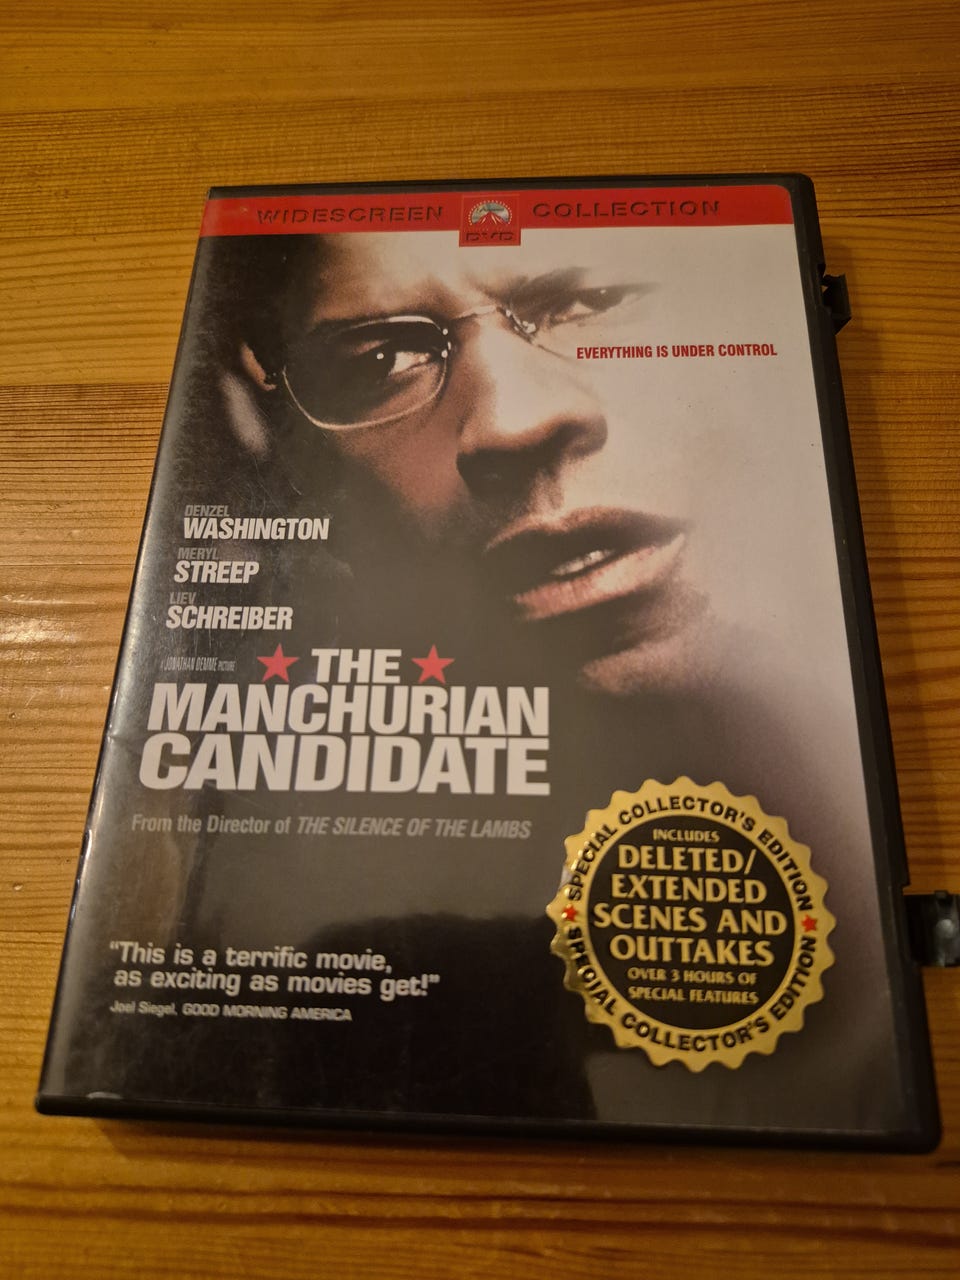 WIDESCREEN COLLECTION
DVD
EVERYTHING IS UNDER CONTROL
DENZEL
WASHINGTON
MERYL
STREEP
LIEV
SCHREIBER
A JONATHAN DEMME PICTURE
THE
MANCHURIAN
CANDIDATE
From the Director of THE SILENCE OF THE LAMBS
"This is a terrific movie,
as exciting as movies get!"
Joel Siegel, GOOD MORNING AMERICA
SPECIAL COLLECTOR'S EDITION
INCLUDES
DELETED/
EXTENDED
SCENES AND
OUTTAKES
OVER 3 HOURS OF
SPECIAL FEATURES
SPECIAL COLLECTOR'S EDITION